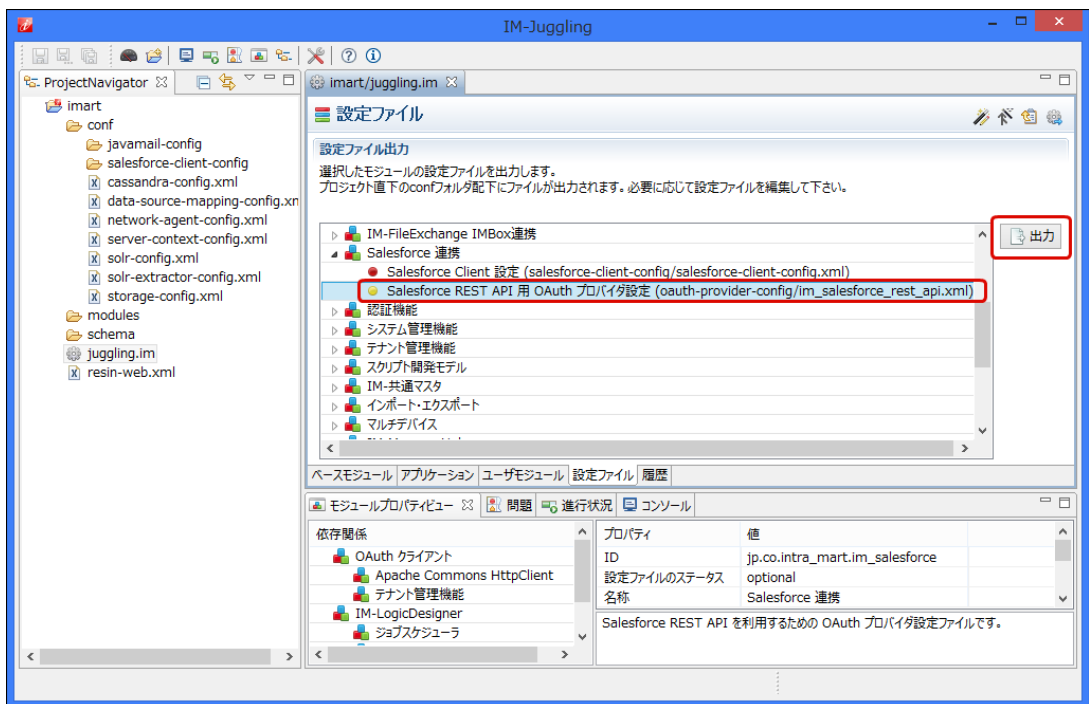 IM-Juggling
ProjectNavigator
imart/juggling.im
imart
conf
javamail-config
salesforce-client-config
cassandra-config.xml
data-source-mapping-config.xn
network-agent-config.xml
server-context-config.xml
solr-config.xml
solr-extractor-config.xml
storage-config.xml
modules
schema
juggling.im
resin-web.xml
設定ファイル
設定ファイル出力
選択したモジュールの設定ファイルを出力します。
プロジェクト直下のconfフォルダ配下にファイルが出力されます。必要に応じて設定ファイルを編集して下さい。
IM-FileExchange IMBox連携
Salesforce 連携
Salesforce Client 設定 (salesforce-client-config/salesforce-client-config.xml)
Salesforce REST API 用 OAuth プロバイダ設定 (oauth-provider-config/im_salesforce_rest_api.xml)
認証機能
システム管理機能
テナント管理機能
スクリプト開発モデル
IM-共通マスタ
インポート・エクスポート
マルチデバイス
出力
ベースモジュール アプリケーション ユーザモジュール 設定ファイル 履歴
モジュールプロパティビュー 問題 進行状況 コンソール
依存関係
OAuth クライアント
Apache Commons HttpClient
テナント管理機能
IM-LogicDesigner
ジョブスケジューラ
プロパティ 値
ID jp.co.intra_mart.im_salesforce
設定ファイルのステータス optional
名称 Salesforce 連携
Salesforce REST API を利用するための OAuth プロバイダ設定ファイルです。